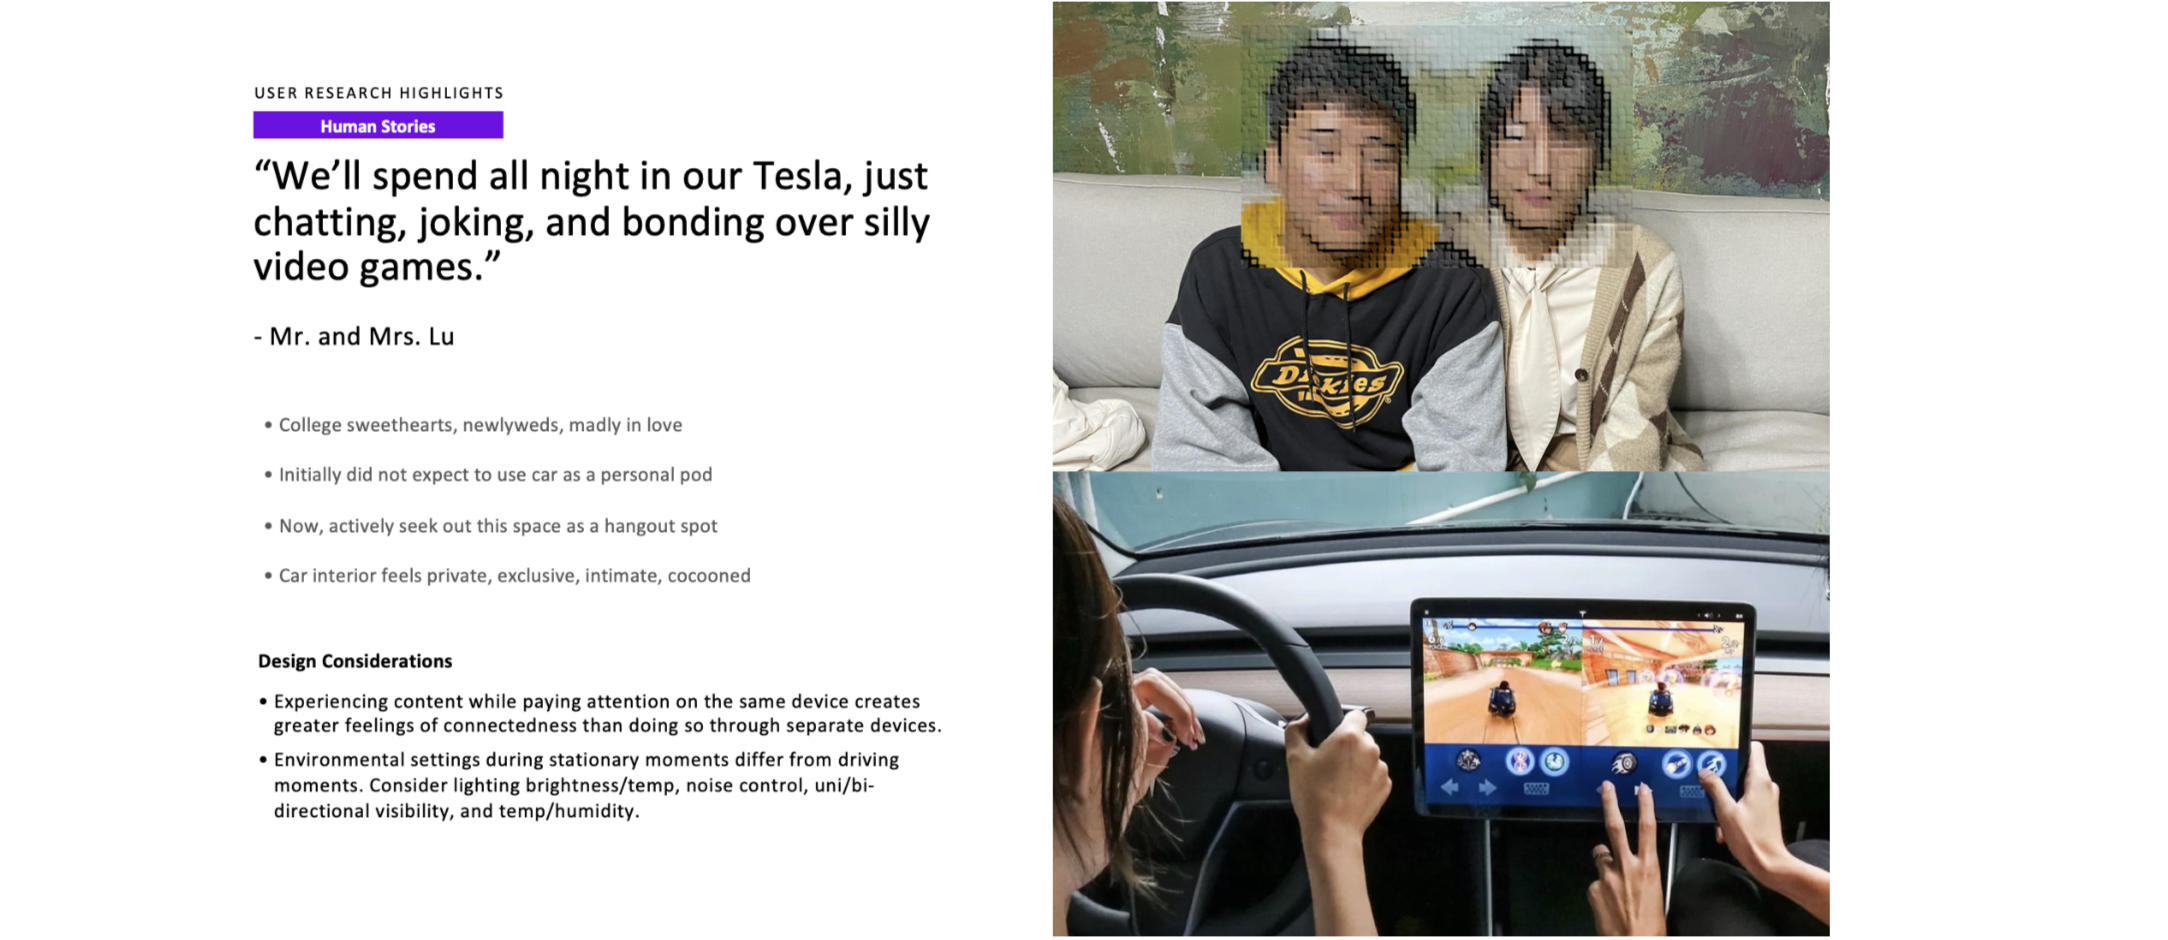 USER RESEARCH HIGHLIGHTS
Human Stories
“We’ll spend all night in our Tesla, just
chatting, joking, and bonding over silly
video games.”
- Mr. and Mrs. Lu
• College sweethearts, newlyweds, madly in love
• Initially did not expect to use car as a personal pod
• Now, actively seek out this space as a hangout spot
• Car interior feels private, exclusive, intimate, cocooned
Design Considerations
• Experiencing content while paying attention on the same device creates
greater feelings of connectedness than doing so through separate devices.
• Environmental settings during stationary moments differ from driving
moments. Consider lighting brightness/temp, noise control, uni/bi-
directional visibility, and temp/humidity.
Dickies